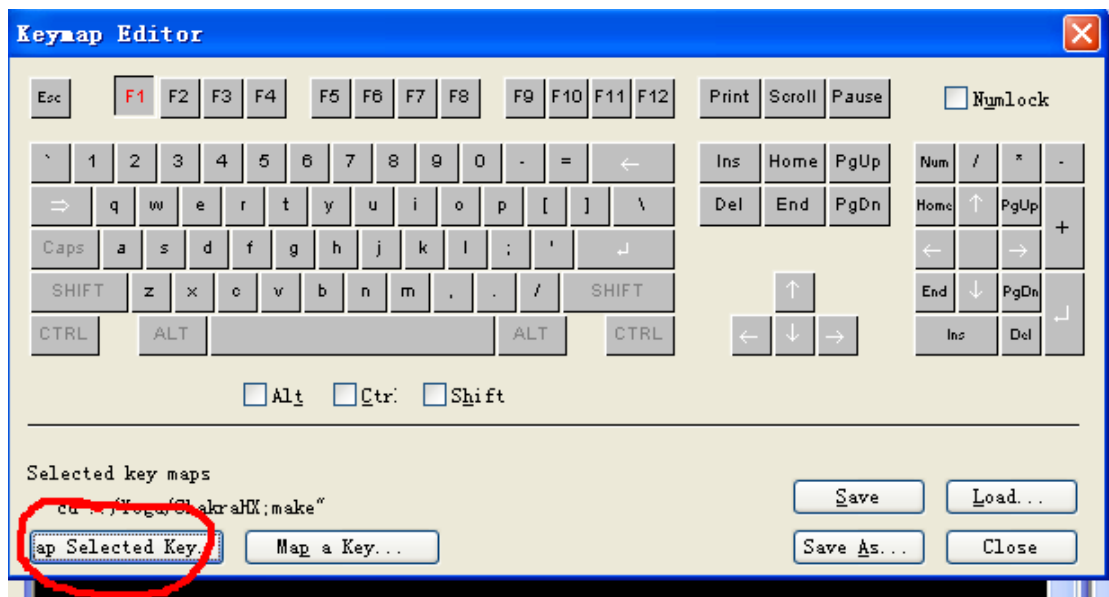 Keymap Editor
Esc F1 F2 F3 F4 F5 F6 F7 F8 F9 F10 F11 F12 Print Scroll Pause Numlock
` 1 2 3 4 5 6 7 8 9 0 - = ← Ins Home PgUp Num / * -
⇒ q w e r t y u i o p [ ] \ Del End PgDn Home ↑ PgUp +
Caps a s d f g h j k l ; ' ↵ ← →
SHIFT z x c v b n m , . / SHIFT ↑ End ↓ PgDn ↵
CTRL ALT ALT CTRL ← ↓ → Ins Del
Alt Ctrl Shift
Selected key maps
ChakraHX;make"
Save Load...
ap Selected Key. Map a Key... Save As... Close